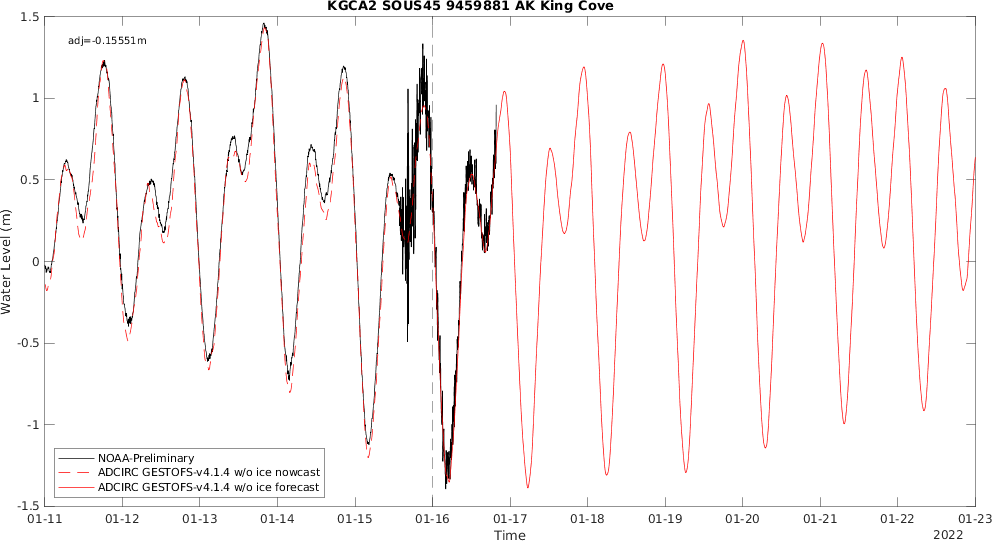 KGCA2 SOUS45 9459881 AK King Cove
adj=-0.15551m
1.5
1
0.5
0
-0.5
-1
-1.5
Water Level (m)
NOAA-Preliminary
ADCIRC GESTOFS-v4.1.4 w/o ice nowcast
ADCIRC GESTOFS-v4.1.4 w/o ice forecast
01-11 01-12 01-13 01-14 01-15 01-16 01-17 01-18 01-19 01-20 01-21 01-22 01-23
Time
2022